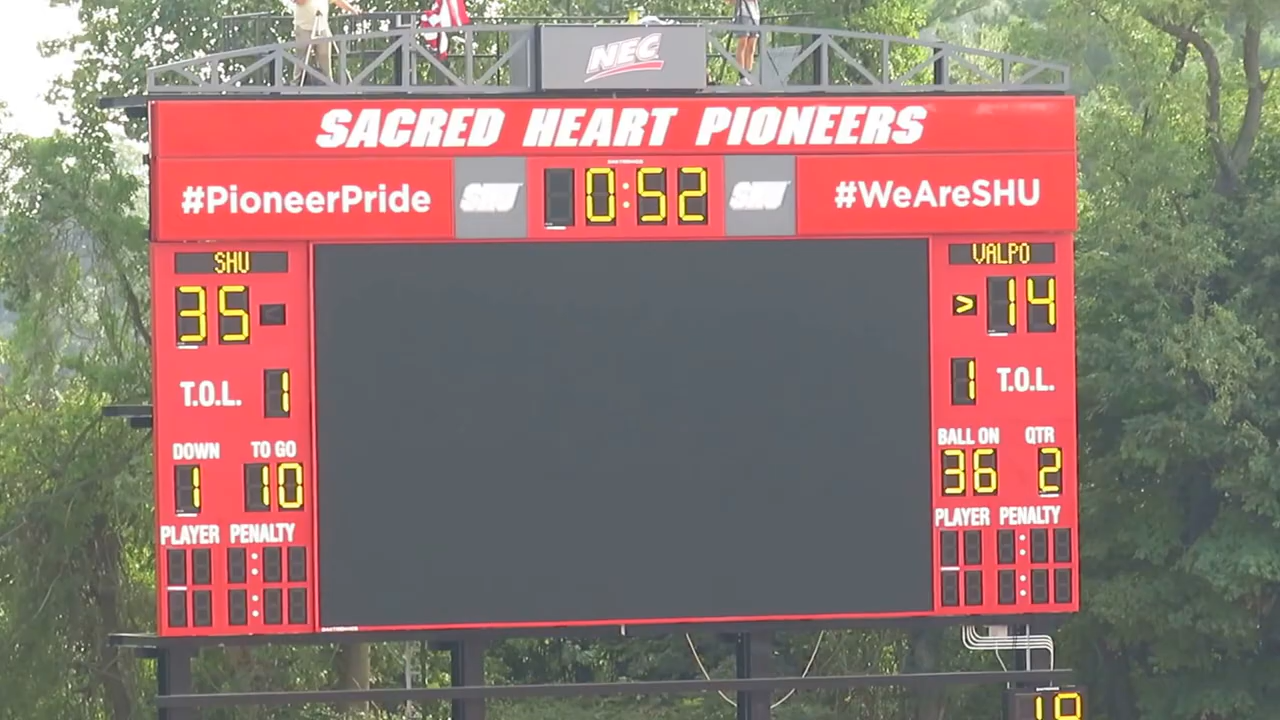 NEC
SACRED HEART PIONEERS
#PioneerPride
SHU
0:52
SHU
#WeAreSHU
SHU
VALPO
35
> 14
T.O.L. 1
1 T.O.L.
DOWN TO GO
BALL ON QTR
1 10
36 2
PLAYER PENALTY
PLAYER PENALTY
19